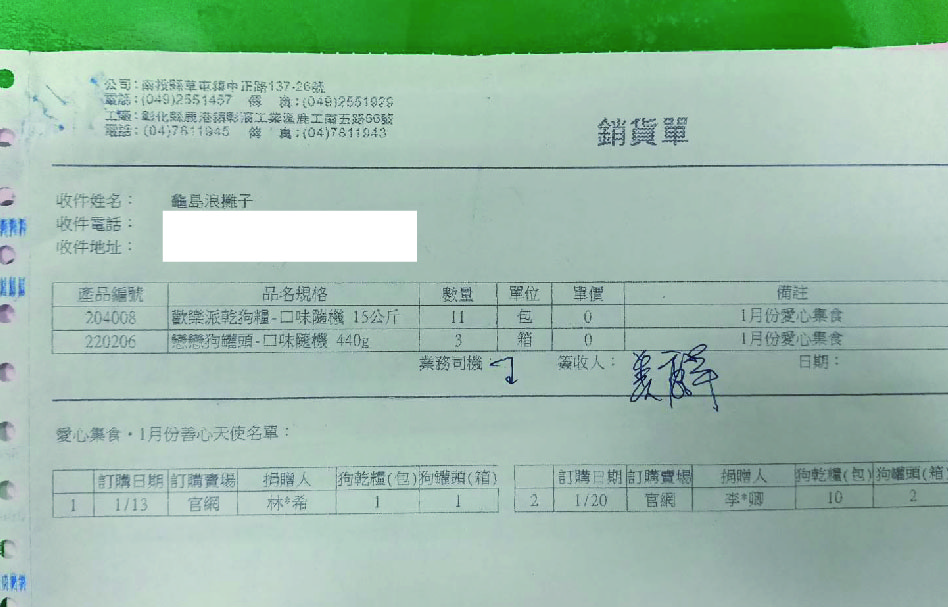 公司：南投縣草屯鎮中正路137-26號
電話：(049)2551457 傳 真：(049)2551929
工廠：彰化縣鹿港鎮彰濱工業區鹿工南五路66號
電話：(04)7811945 傳 真：(04)7811943
銷貨單
收件姓名： 龜島浪攤子
收件電話：
收件地址：
產品編號 品名規格 數量 單位 單價 備註
204008 歡樂派乾狗糧-口味隨機 15公斤 11 包 0 1月份愛心集食
220206 戀戀狗罐頭-口味隨機 440g 3 箱 0 1月份愛心集食
業務司機 簽收人： 日期：
愛心集食·1月份善心天使名單：
訂購日期 訂購賣場 捐贈人 狗乾糧(包) 狗罐頭(箱) 訂購日期 訂購賣場 捐贈人 狗乾糧(包) 狗罐頭(箱)
1 1/13 官網 林*希 1 1 2 1/20 官網 李*卿 10 2